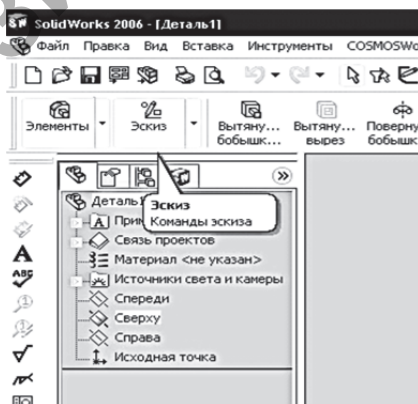 SolidWorks 2006 - [Деталь1]
Файл Правка Вид Вставка Инструменты COSMOSWo
Элементы Эскиз Вытяну... бобышк... Вытяну... вырез Поверну бобышк
Деталь
Эскиз
Команды эскиза
Прим
Связь проектов
Материал <не указан>
Источники света и камеры
Спереди
Сверху
Справа
Исходная точка